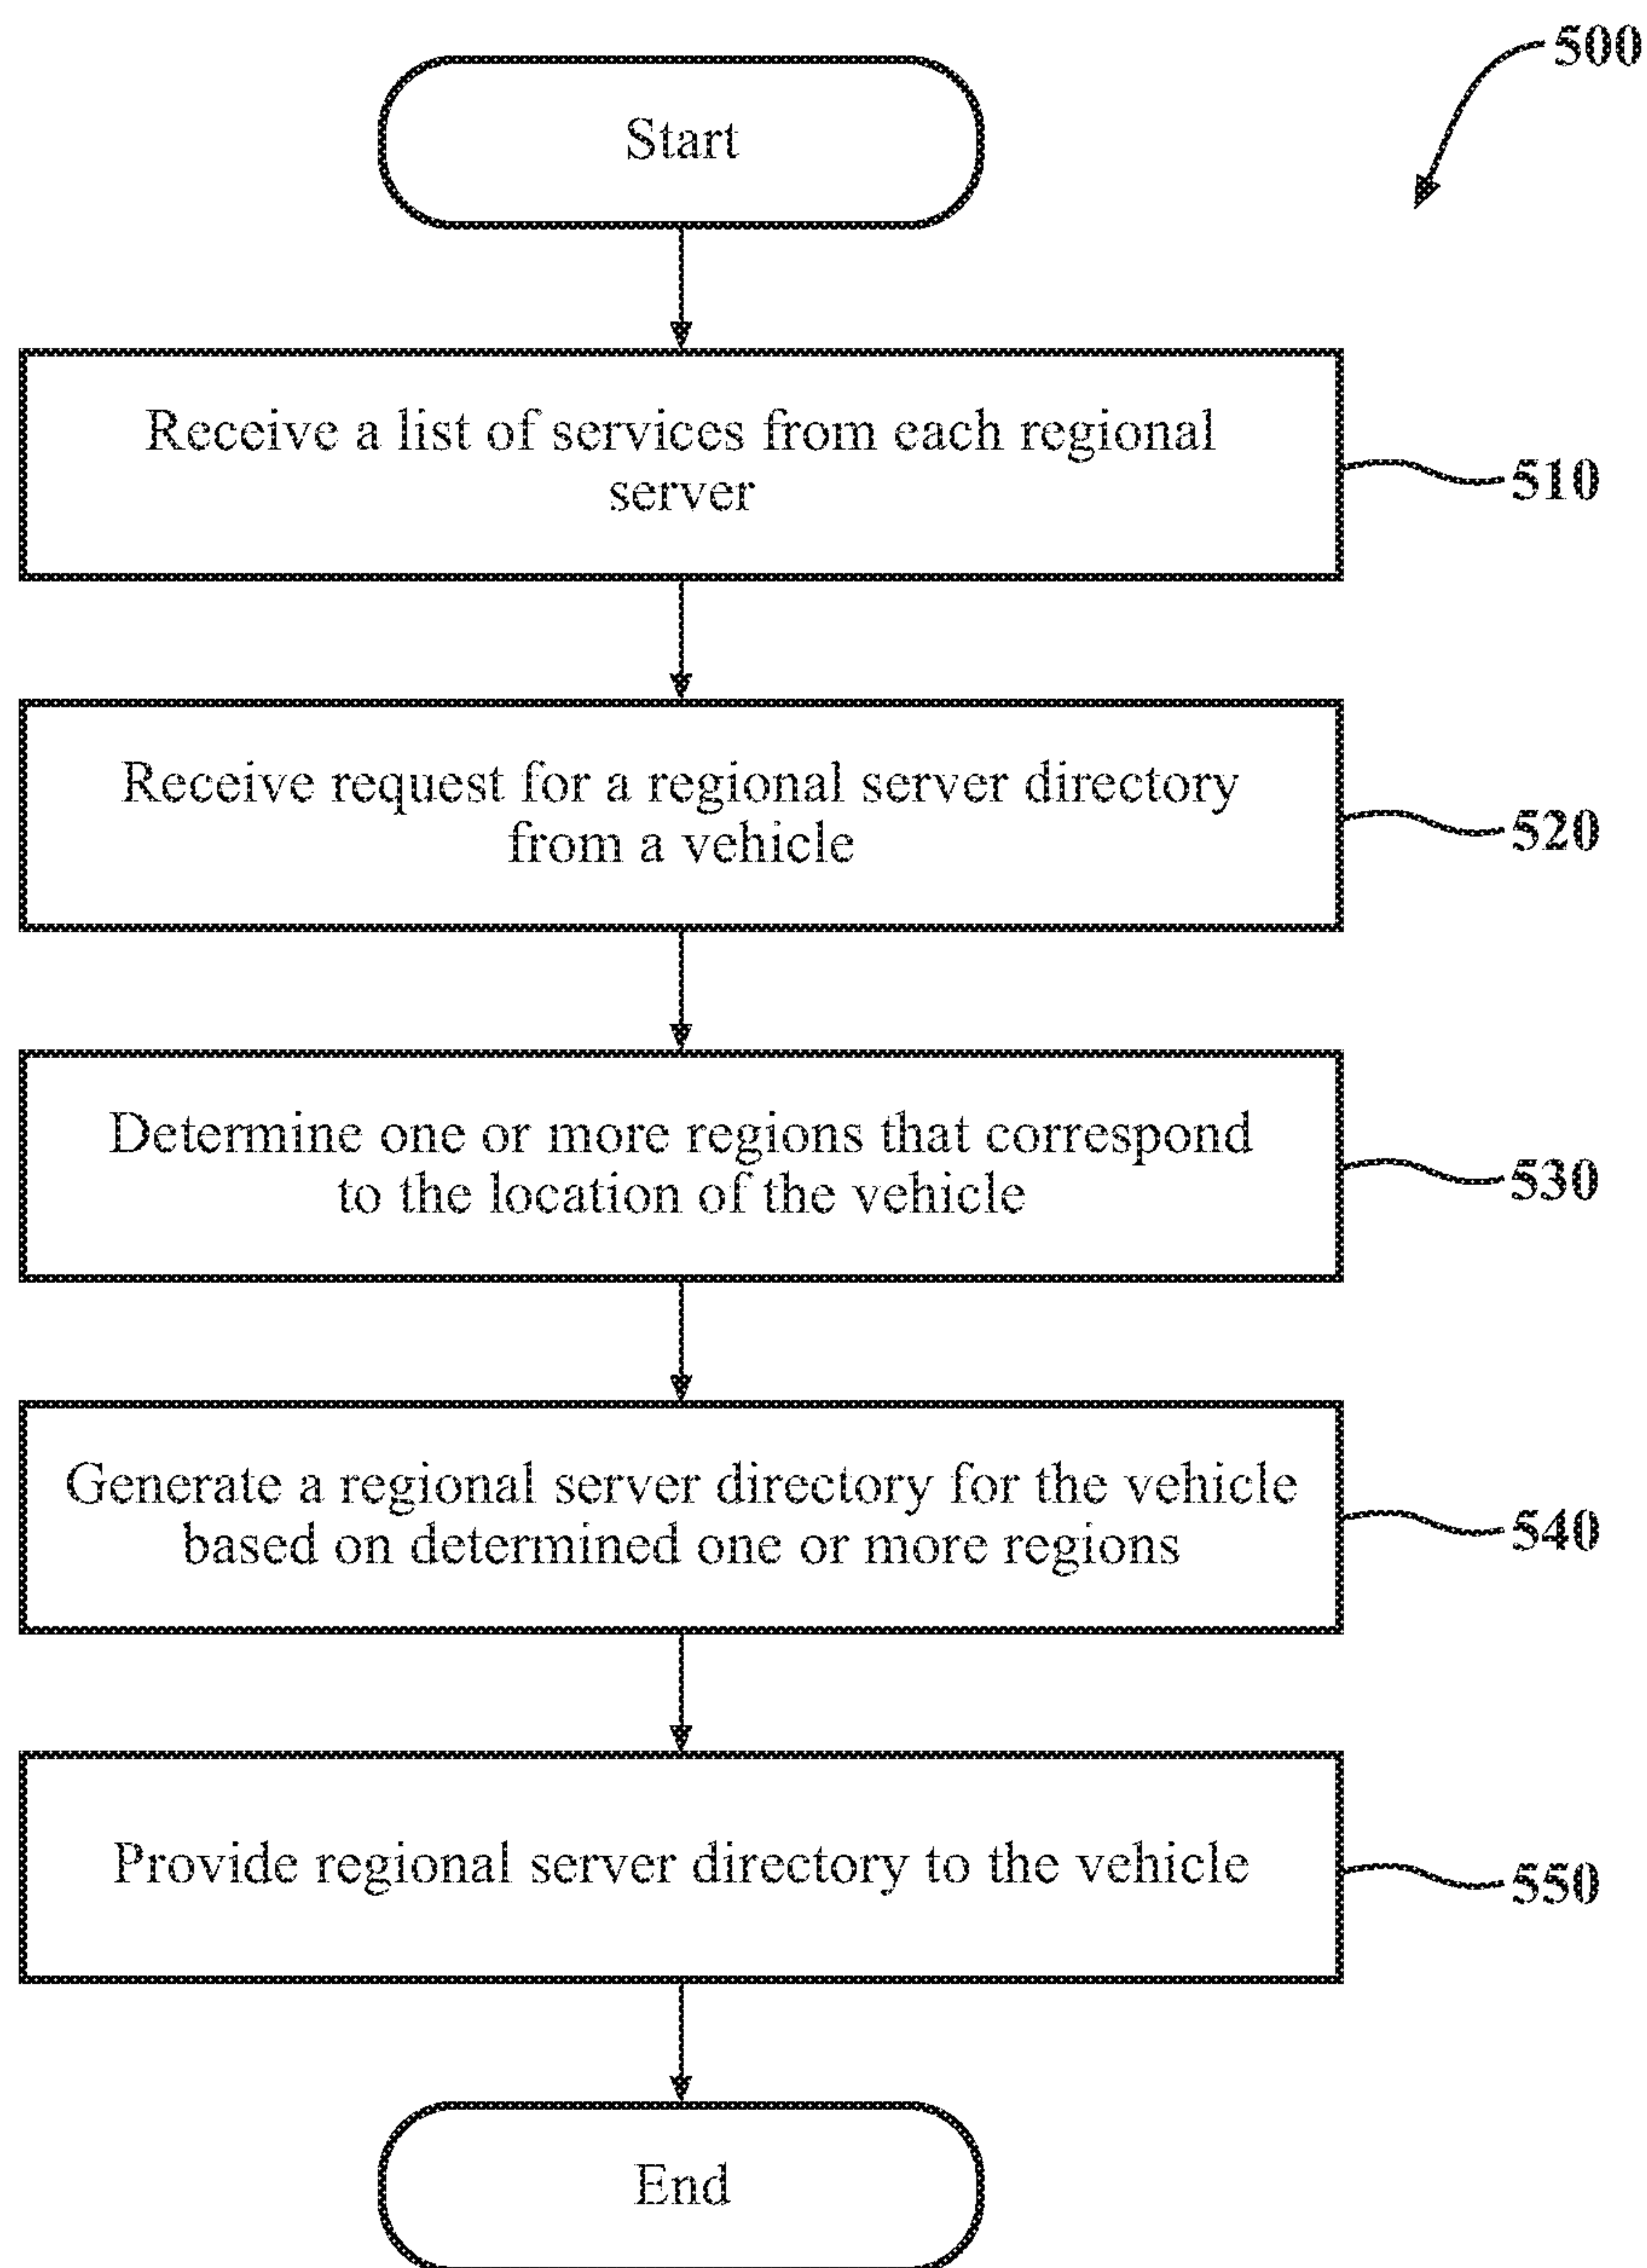 500
Start
Receive a list of services from each regional
server
510
Receive request for a regional server directory
from a vehicle
520
Determine one or more regions that correspond
to the location of the vehicle
530
Generate a regional server directory for the vehicle
based on determined one or more regions
540
Provide regional server directory to the vehicle
550
End